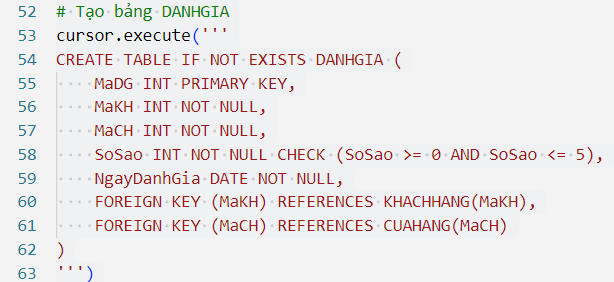 52 # Tạo bảng DANHGIA
53 cursor.execute('''
54 CREATE TABLE IF NOT EXISTS DANHGIA (
55     MaDG INT PRIMARY KEY,
56     MaKH INT NOT NULL,
57     MaCH INT NOT NULL,
58     SoSao INT NOT NULL CHECK (SoSao >= 0 AND SoSao <= 5),
59     NgayDanhGia DATE NOT NULL,
60     FOREIGN KEY (MaKH) REFERENCES KHACHHANG(MaKH),
61     FOREIGN KEY (MaCH) REFERENCES CUAHANG(MaCH)
62 )
63 ''')